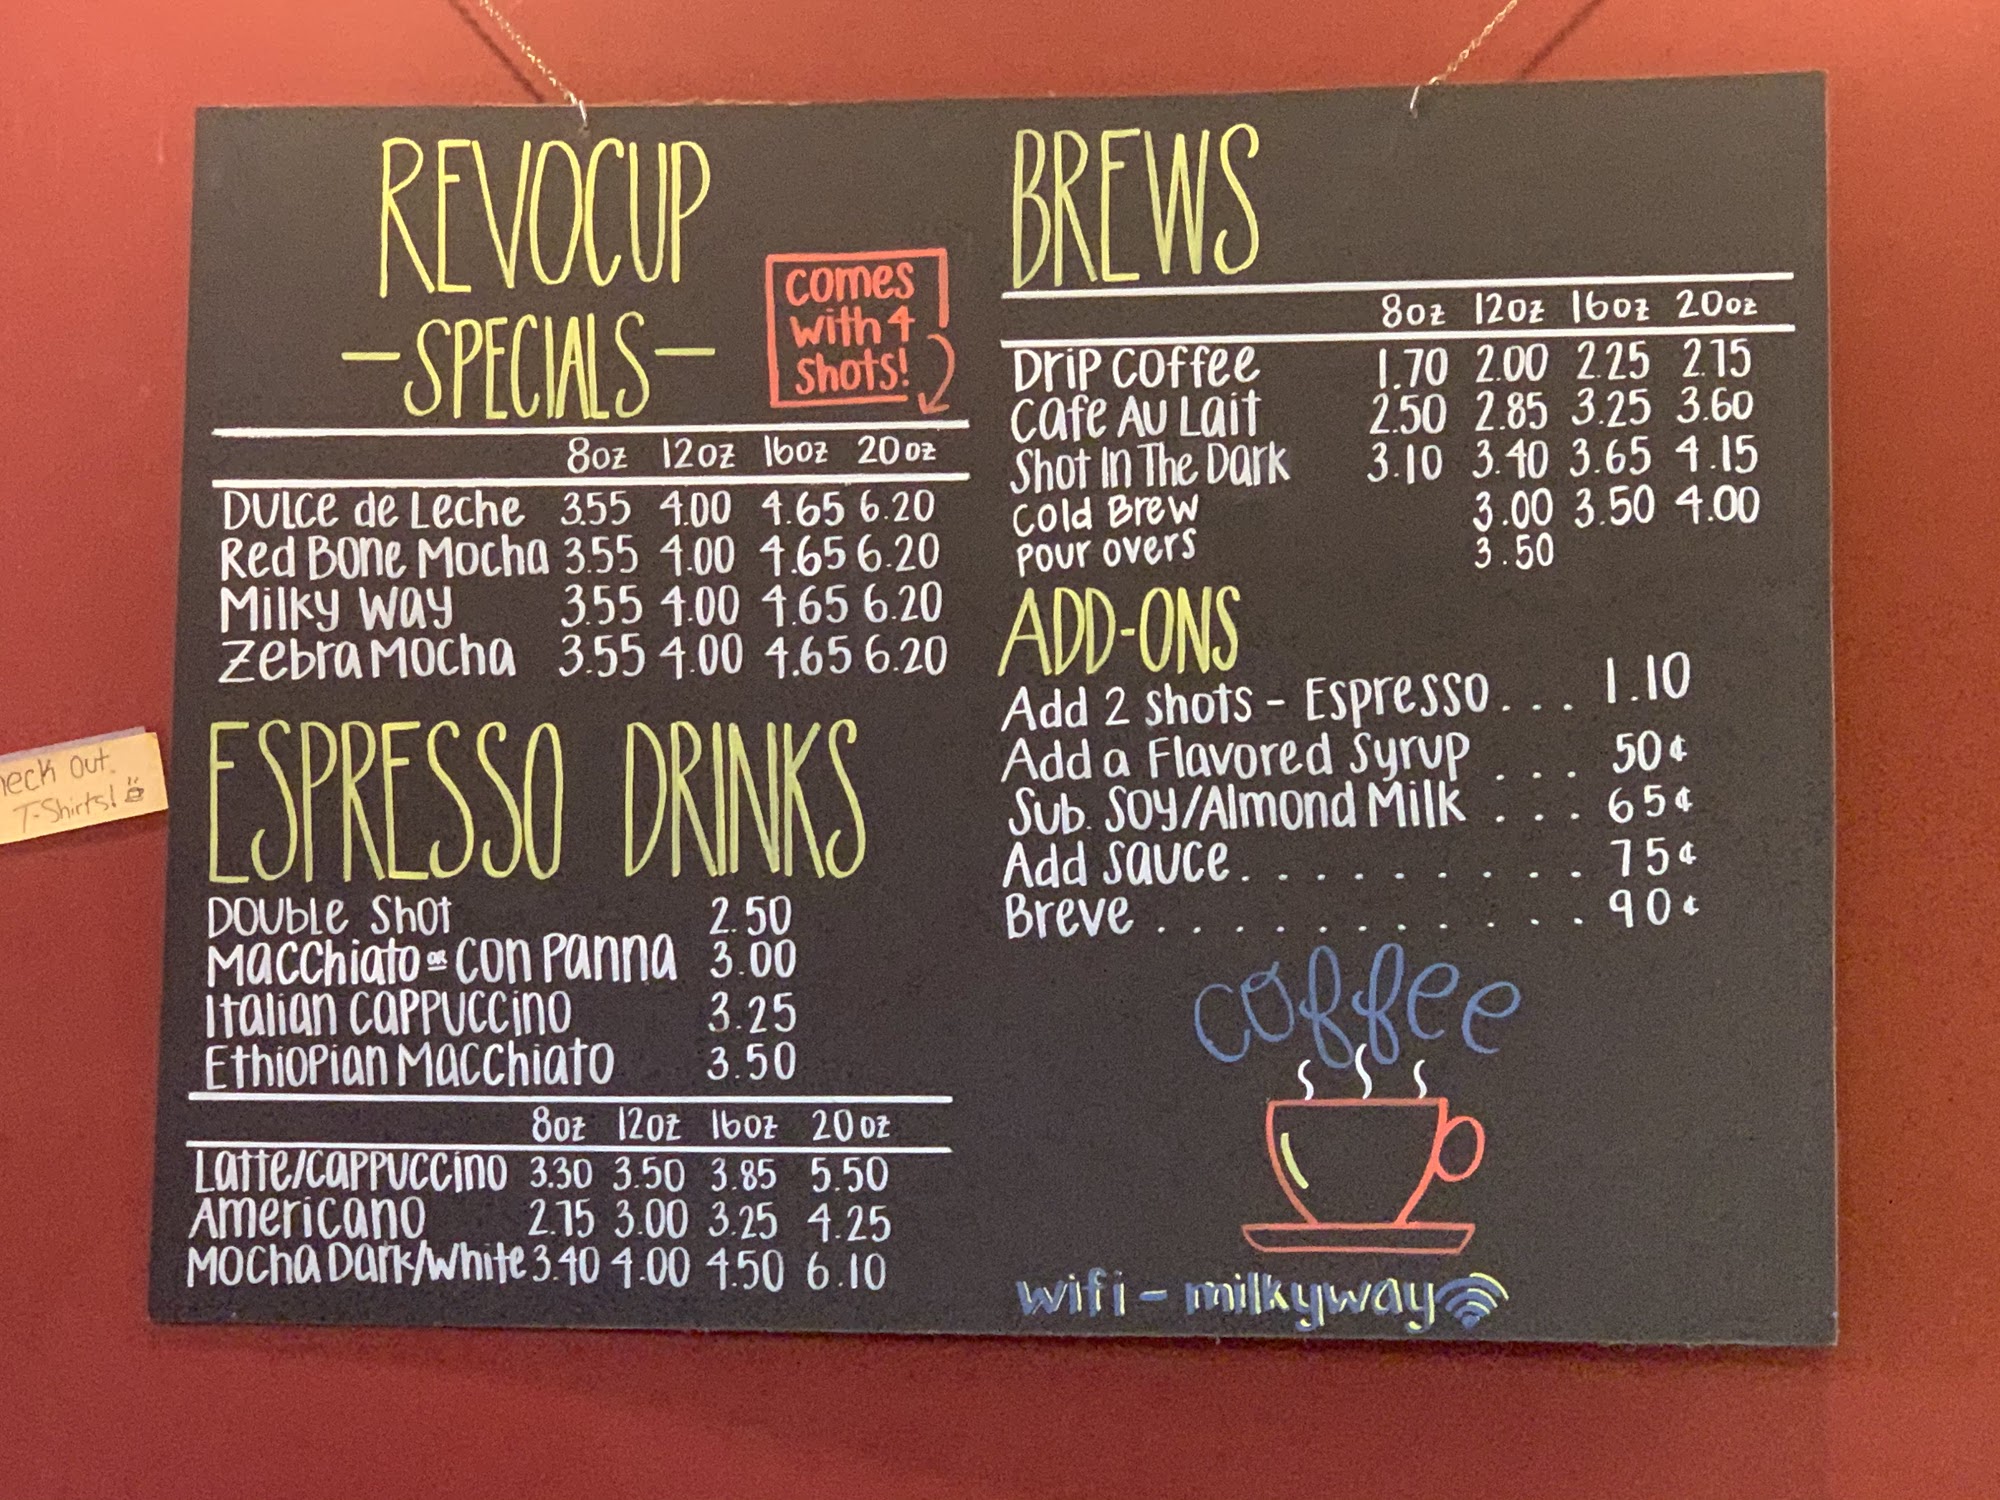 REVOCUP
-SPECIALS-
comes
with 4
shots!
8oz 12oz 16oz 20oz
Dulce de Leche 3.55 4.00 4.65 6.20
Red Bone Mocha 3.55 4.00 4.65 6.20
Milky Way 3.55 4.00 4.65 6.20
Zebra Mocha 3.55 4.00 4.65 6.20
ESPRESSO DRINKS
Double Shot 2.50
Macchiato or Con Panna 3.00
Italian Cappuccino 3.25
Ethiopian Macchiato 3.50
8oz 12oz 16oz 20oz
Latte/Cappuccino 3.30 3.50 3.85 5.50
Americano 2.75 3.00 3.25 4.25
Mocha Dark/White 3.40 4.00 4.50 6.10
BREWS
8oz 12oz 16oz 20oz
Drip Coffee 1.70 2.00 2.25 2.75
Cafe Au Lait 2.50 2.85 3.25 3.60
Shot In The Dark 3.10 3.40 3.65 4.15
Cold Brew 3.00 3.50 4.00
Pour Overs 3.50
ADD-ONS
Add 2 shots - Espresso... 1.10
Add a Flavored Syrup ... 50¢
Sub. Soy/Almond Milk ... 65¢
Add Sauce.......... 75¢
Breve............ 90¢
coffee
wifi - milkyway
heck out
T-Shirts!